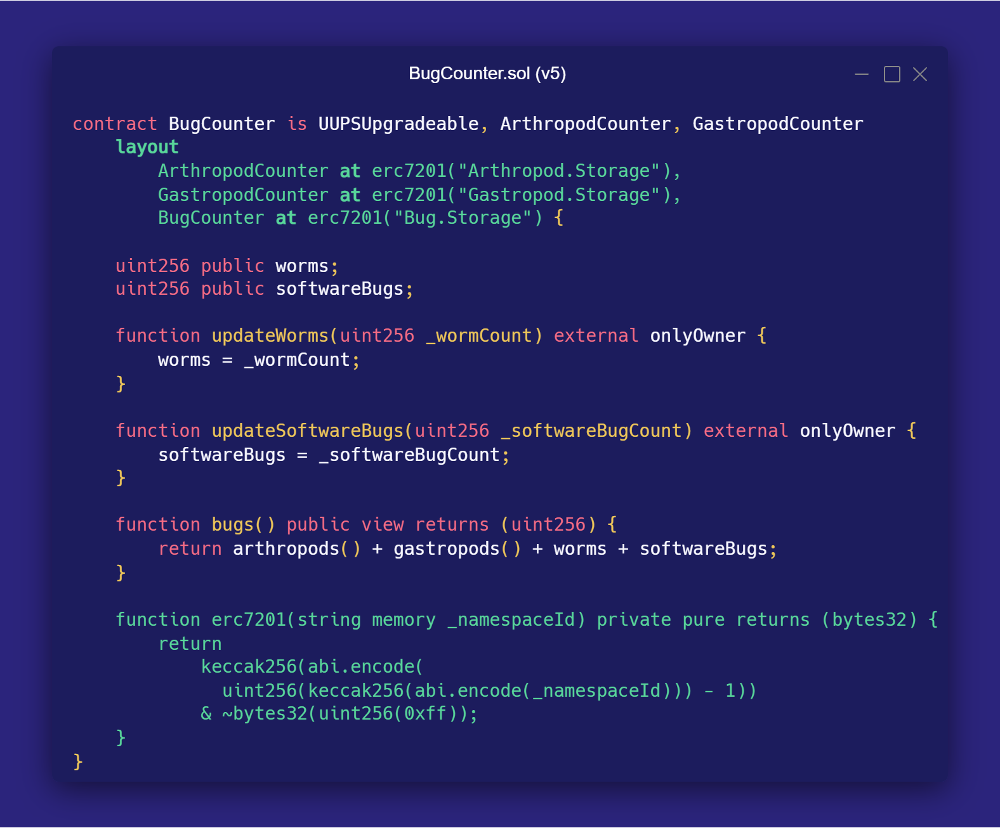 BugCounter.sol (v5)
contract BugCounter is UUPSUpgradeable, ArthropodCounter, GastropodCounter
    layout
        ArthropodCounter at erc7201("Arthropod.Storage"),
        GastropodCounter at erc7201("Gastropod.Storage"),
        BugCounter at erc7201("Bug.Storage") {
    uint256 public worms;
    uint256 public softwareBugs;
    function updateWorms(uint256 _wormCount) external onlyOwner {
        worms = _wormCount;
    }
    function updateSoftwareBugs(uint256 _softwareBugCount) external onlyOwner {
        softwareBugs = _softwareBugCount;
    }
    function bugs() public view returns (uint256) {
        return arthropods() + gastropods() + worms + softwareBugs;
    }
    function erc7201(string memory _namespaceId) private pure returns (bytes32) {
        return
            keccak256(abi.encode(
              uint256(keccak256(abi.encode(_namespaceId))) - 1))
            & ~bytes32(uint256(0xff));
    }
}